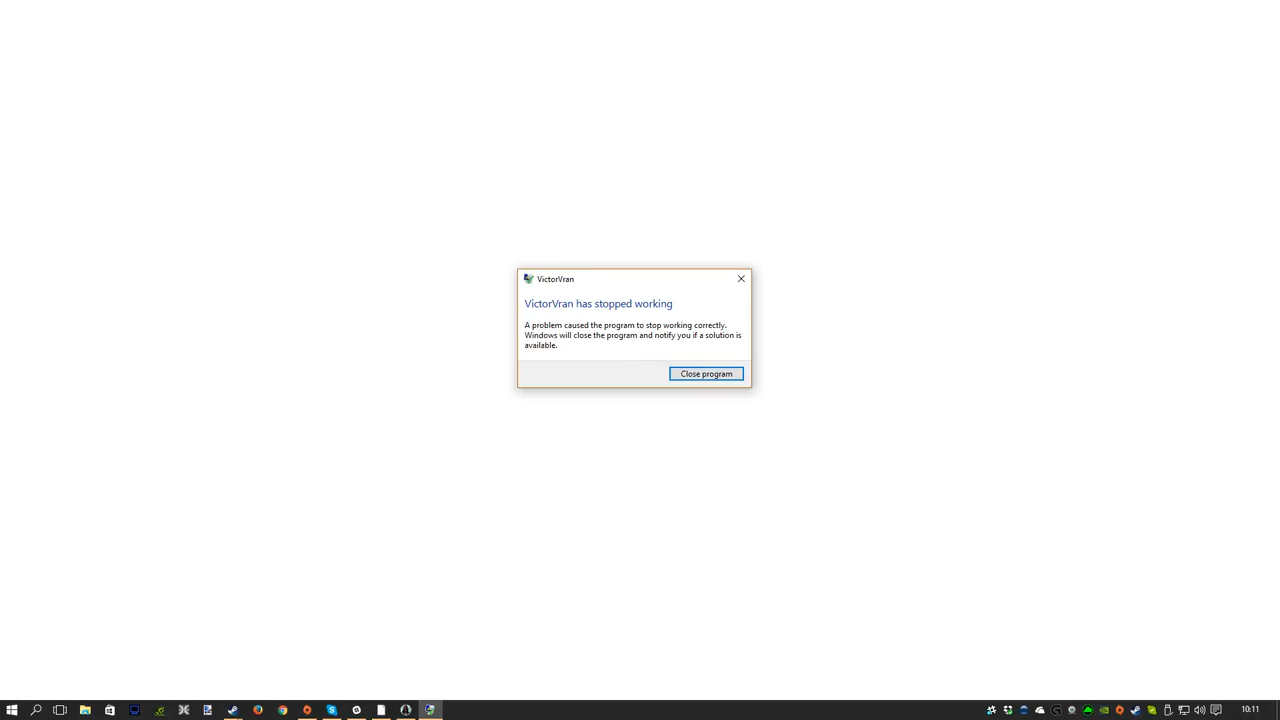 VictorVran
VictorVran has stopped working
A problem caused the program to stop working correctly.
Windows will close the program and notify you if a solution is
available.
Close program
10:11